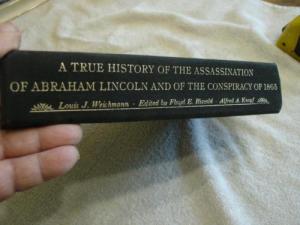 A TRUE HISTORY OF THE ASSASSINATION
OF ABRAHAM LINCOLN AND OF THE CONSPIRACY OF 1865
Louis J. Weichmann · Edited by Floyd E. Risvold · Alfred A. Knopf